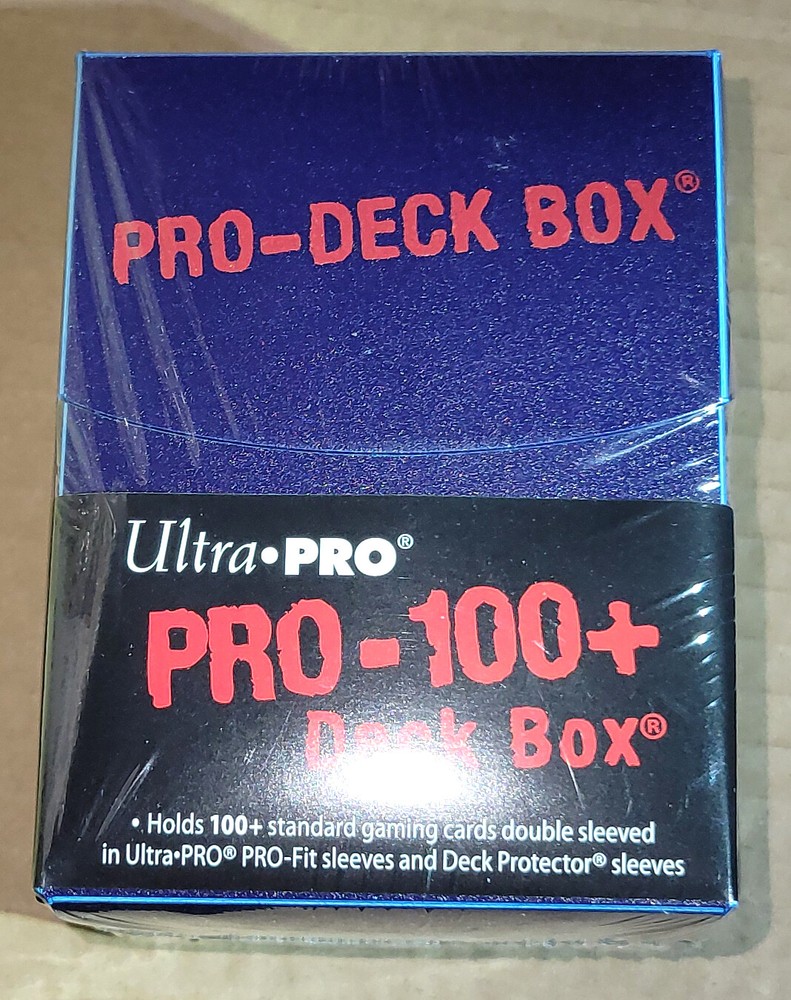 PRO-DECK BOX®
Ultra•PRO®
PRO-100+
Deck Box®
• Holds 100+ standard gaming cards double sleeved
in Ultra•PRO® PRO-Fit sleeves and Deck Protector® sleeves